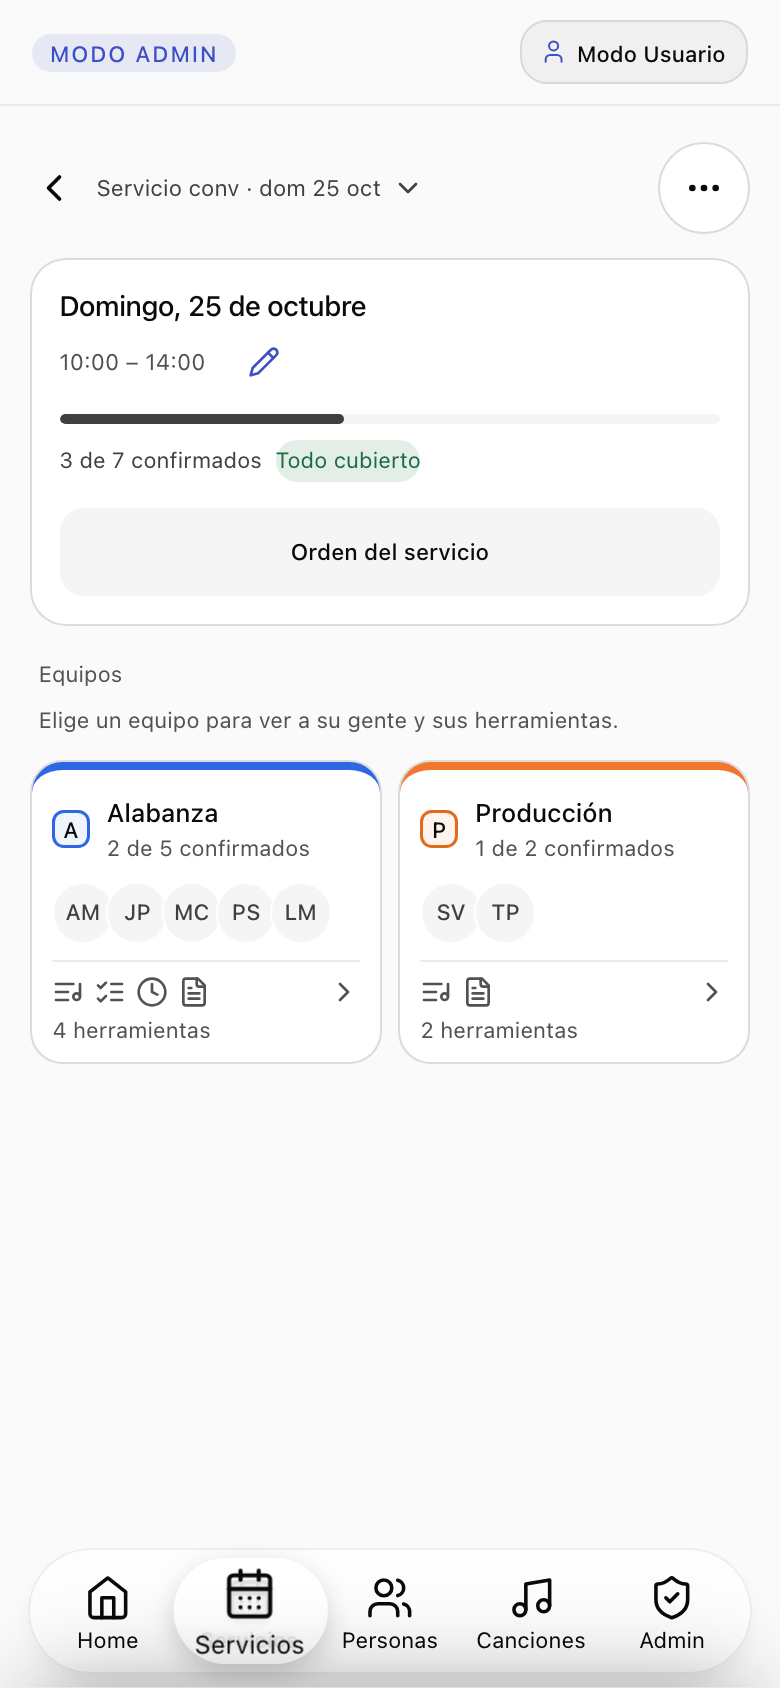 MODO ADMIN
Modo Usuario
Servicio conv · dom 25 oct
Domingo, 25 de octubre
10:00 – 14:00
3 de 7 confirmados
Todo cubierto
Orden del servicio
Equipos
Elige un equipo para ver a su gente y sus herramientas.
A
Alabanza
2 de 5 confirmados
AM JP MC PS LM
4 herramientas
P
Producción
1 de 2 confirmados
SV TP
2 herramientas
Home
Servicios
Personas
Canciones
Admin